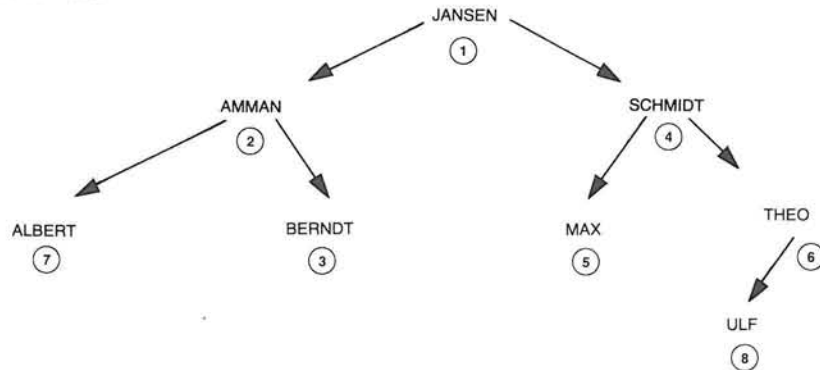 JANSEN
1
AMMAN
SCHMIDT
2
4
ALBERT
BERNDT
MAX
THEO
7
3
5
6
ULF
8